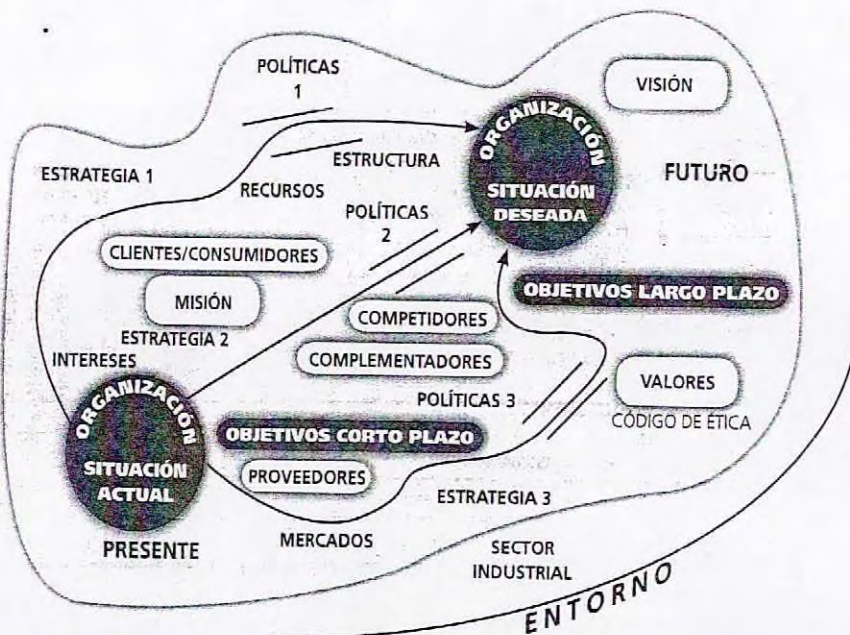 POLÍTICAS
1
VISIÓN
ORGANIZACIÓN
SITUACIÓN
DESEADA
ESTRUCTURA
FUTURO
ESTRATEGIA 1
RECURSOS
POLÍTICAS
2
CLIENTES/CONSUMIDORES
MISIÓN
OBJETIVOS LARGO PLAZO
COMPETIDORES
ESTRATEGIA 2
COMPLEMENTADORES
INTERESES
VALORES
CÓDIGO DE ÉTICA
POLÍTICAS 3
ORGANIZACIÓN
SITUACIÓN
ACTUAL
OBJETIVOS CORTO PLAZO
PROVEEDORES
ESTRATEGIA 3
PRESENTE
MERCADOS
SECTOR
INDUSTRIAL
ENTORNO